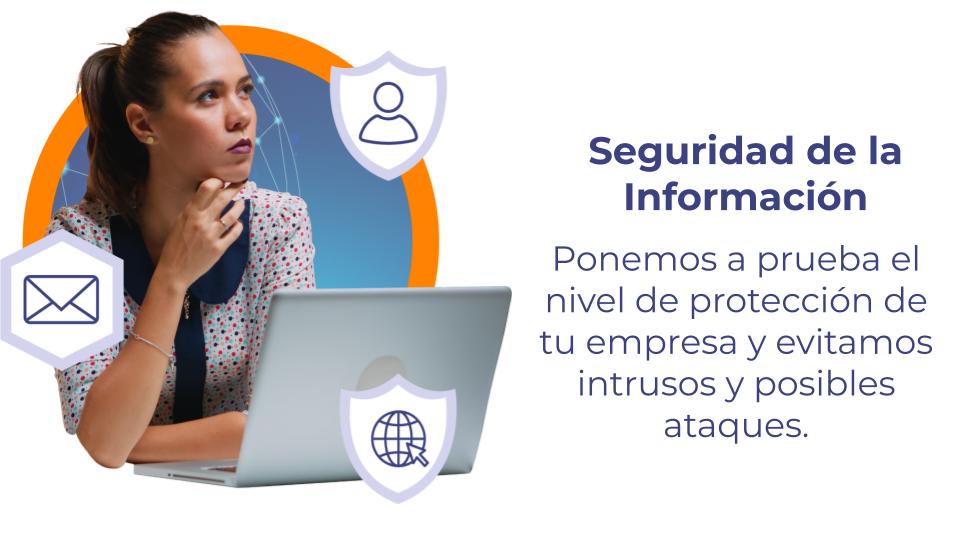 Seguridad de la
Información
Ponemos a prueba el
nivel de protección de
tu empresa y evitamos
intrusos y posibles
ataques.